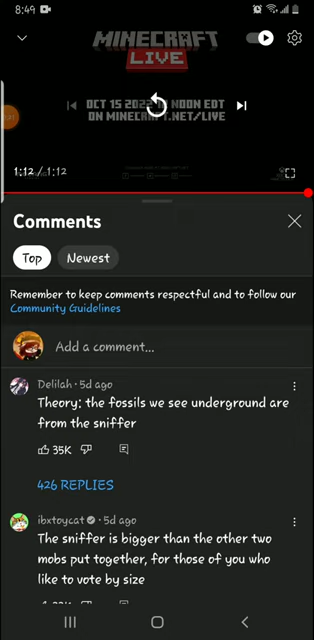 8:49
MINECRAFT
LIVE
OCT 15 2022 NOON EDT
ON MINECRAFT.NET/LIVE
1:12 / 1:12
Comments
Top
Newest
Remember to keep comments respectful and to follow our
Community Guidelines
Add a comment...
Delilah • 5d ago
Theory: the fossils we see underground are
from the sniffer
35K
426 REPLIES
ibxtoycat • 5d ago
The sniffer is bigger than the other two
mobs put together, for those of you who
like to vote by size